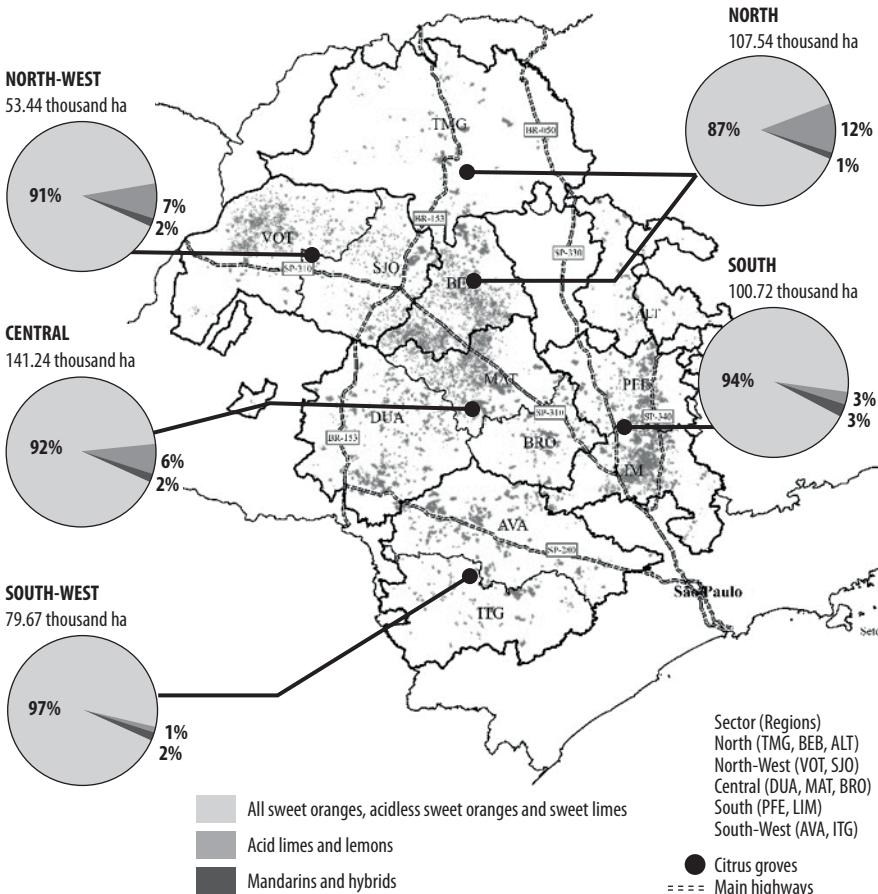 NORTH
107.54 thousand ha
87%
12%
1%
NORTH-WEST
53.44 thousand ha
91%
7%
2%
TMG
BR-050
BR-153
VOT
SP-310
SJO
SP-330
SOUTH
100.72 thousand ha
94%
3%
3%
ALT
CENTRAL
141.24 thousand ha
92%
6%
2%
MAT
PFE
DUA
SP-310
SP-340
BR-153
BRO
LIM
AVA
SP-280
SOUTH-WEST
79.67 thousand ha
97%
1%
2%
São Paulo
ITG
Sector (Regions)
North (TMG, BEB, ALT)
North-West (VOT, SJO)
Central (DUA, MAT, BRO)
South (PFE, LIM)
South-West (AVA, ITG)
All sweet oranges, acidless sweet oranges and sweet limes
Acid limes and lemons
Mandarins and hybrids
Citrus groves
Main highways